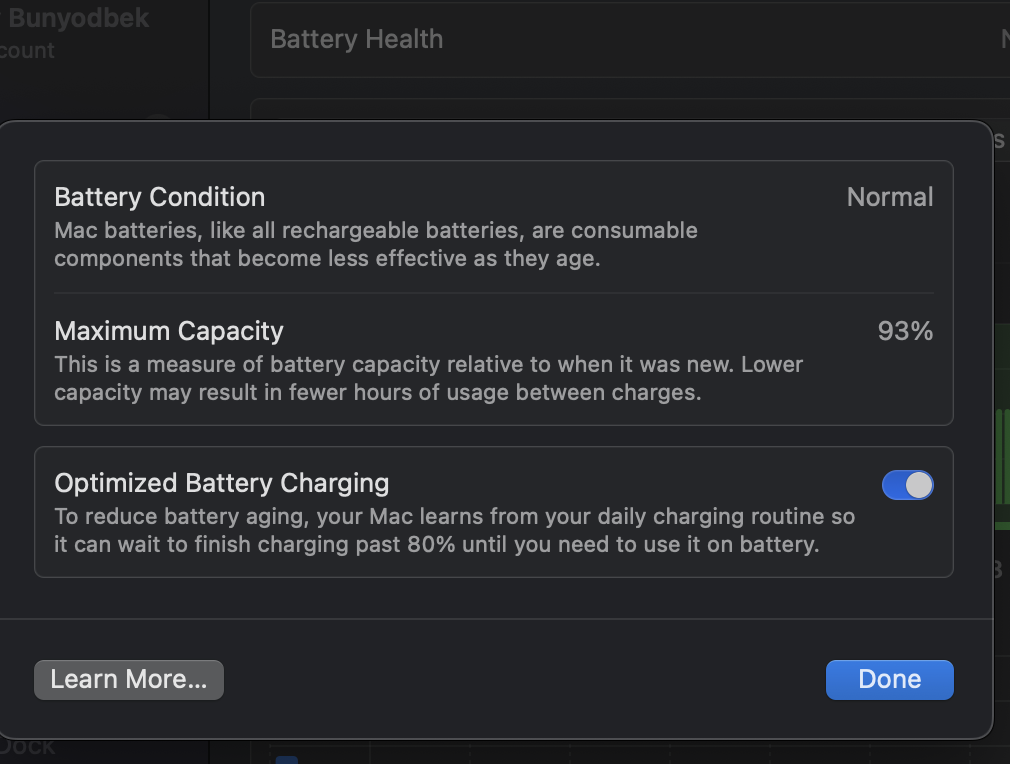 Bunyodbek
count
Battery Health
Battery Condition
Normal
Mac batteries, like all rechargeable batteries, are consumable
components that become less effective as they age.
Maximum Capacity
93%
This is a measure of battery capacity relative to when it was new. Lower
capacity may result in fewer hours of usage between charges.
Optimized Battery Charging
To reduce battery aging, your Mac learns from your daily charging routine so
it can wait to finish charging past 80% until you need to use it on battery.
Learn More...
Done
Dock